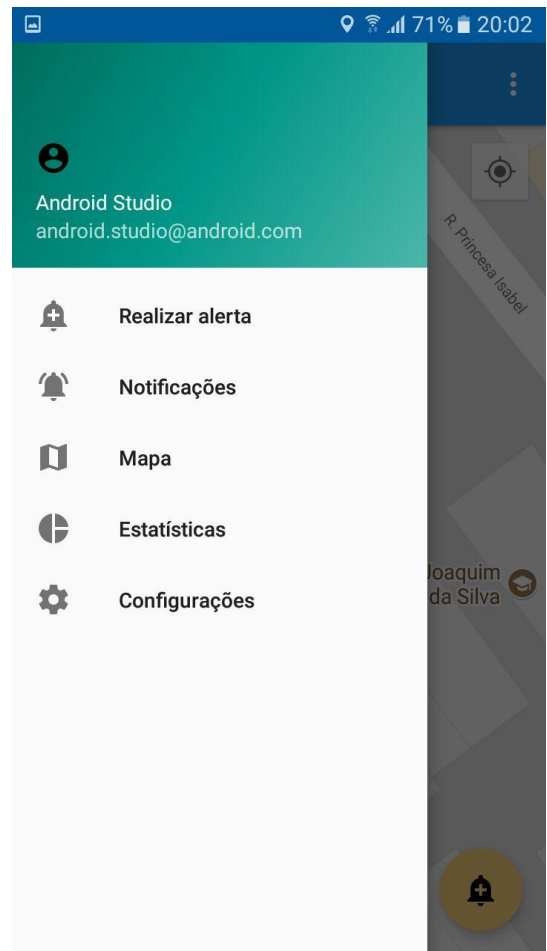 71% 20:02
Android Studio
android.studio@android.com
R. Princesa Isabel
Realizar alerta
Notificações
Mapa
Estatísticas
Configurações
Joaquim
da Silva